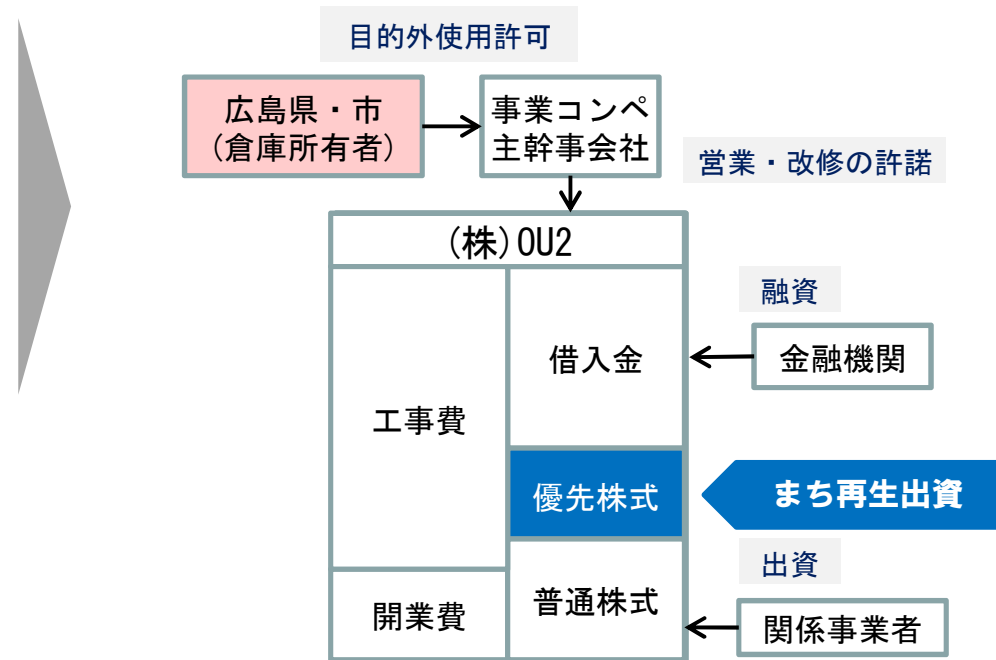 目的外使用許可
広島県・市
(倉庫所有者)
事業コンペ
主幹事会社
営業・改修の許諾
(株)OU2
融資
借入金
金融機関
工事費
優先株式
まち再生出資
出資
普通株式
開業費
関係事業者